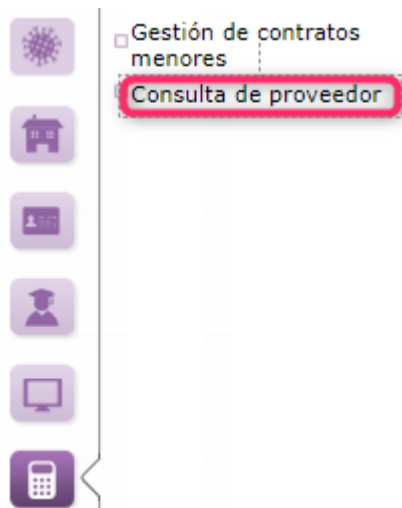 Gestión de contratos
menores
Consulta de proveedor